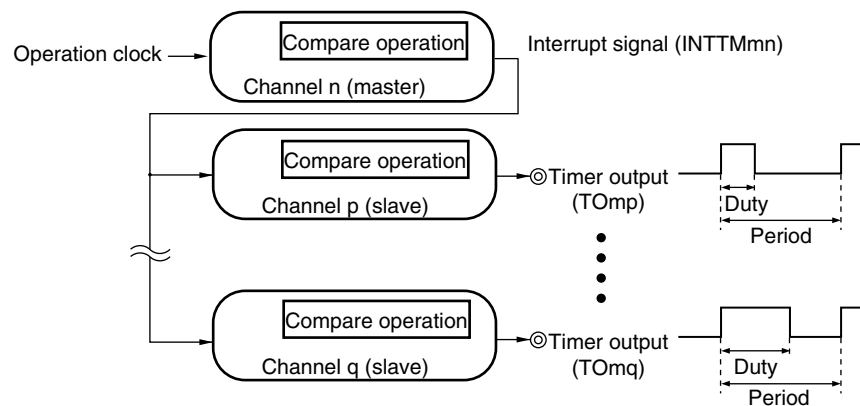 Compare operation
Operation clock
Interrupt signal (INTTMmn)
Channel n (master)
Compare operation
Timer output
(TOmp)
Channel p (slave)
Duty
Period
Compare operation
Timer output
(TOmq)
Channel q (slave)
Duty
Period